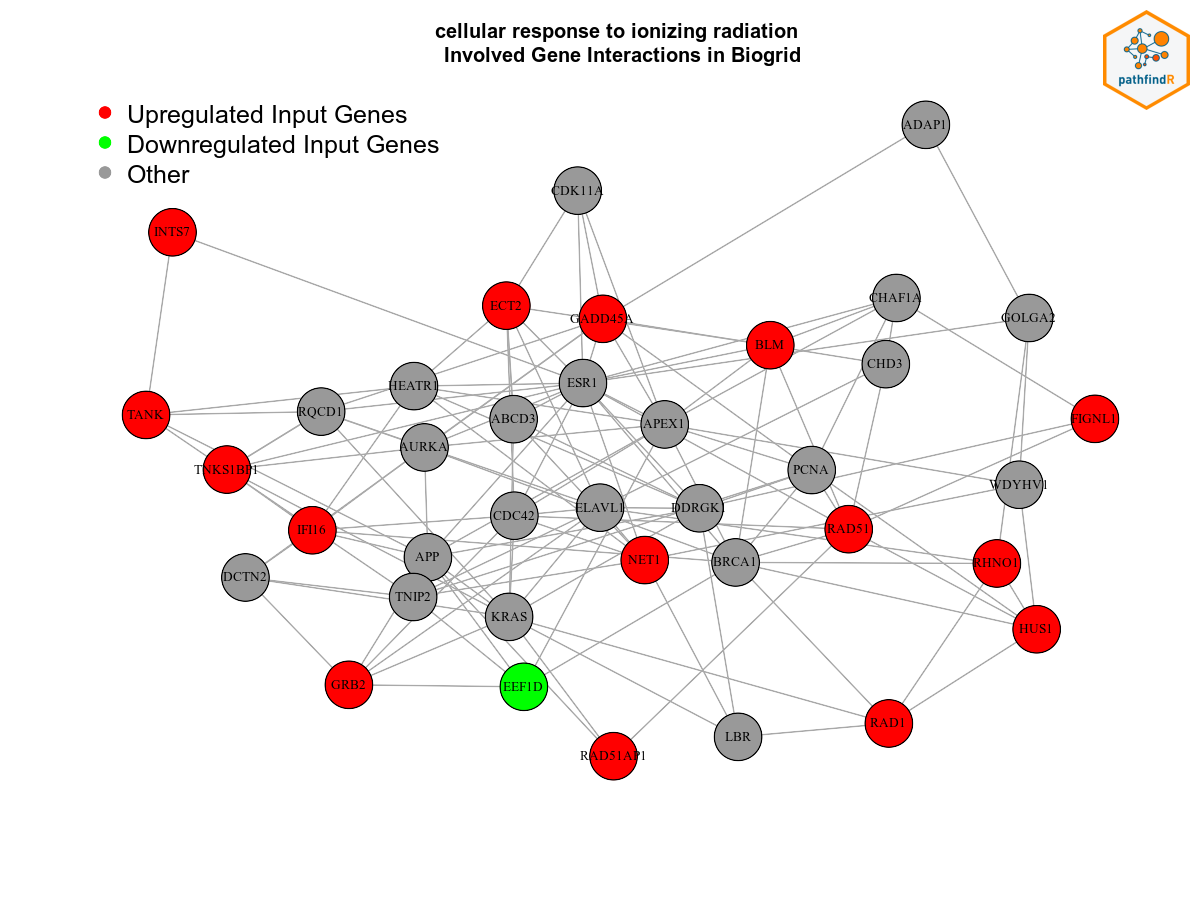 cellular response to ionizing radiation
Involved Gene Interactions in Biogrid
pathfindR
Upregulated Input Genes
Downregulated Input Genes
Other
ADAP1
CDK11A
INTS7
CHAF1A
ECT2
GADD45A
GOLGA2
BLM
CHD3
HEATR1
ESR1
RQCD1
TANK
ABCD3
APEX1
FIGNL1
AURKA
TNKS1BP1
PCNA
WDYHV1
CDC42
ELAVL1
DDRGK1
IFI16
RAD51
APP
NET1
BRCA1
RHNO1
DCTN2
TNIP2
KRAS
HUS1
GRB2
EEF1D
RAD1
LBR
RAD51AP1